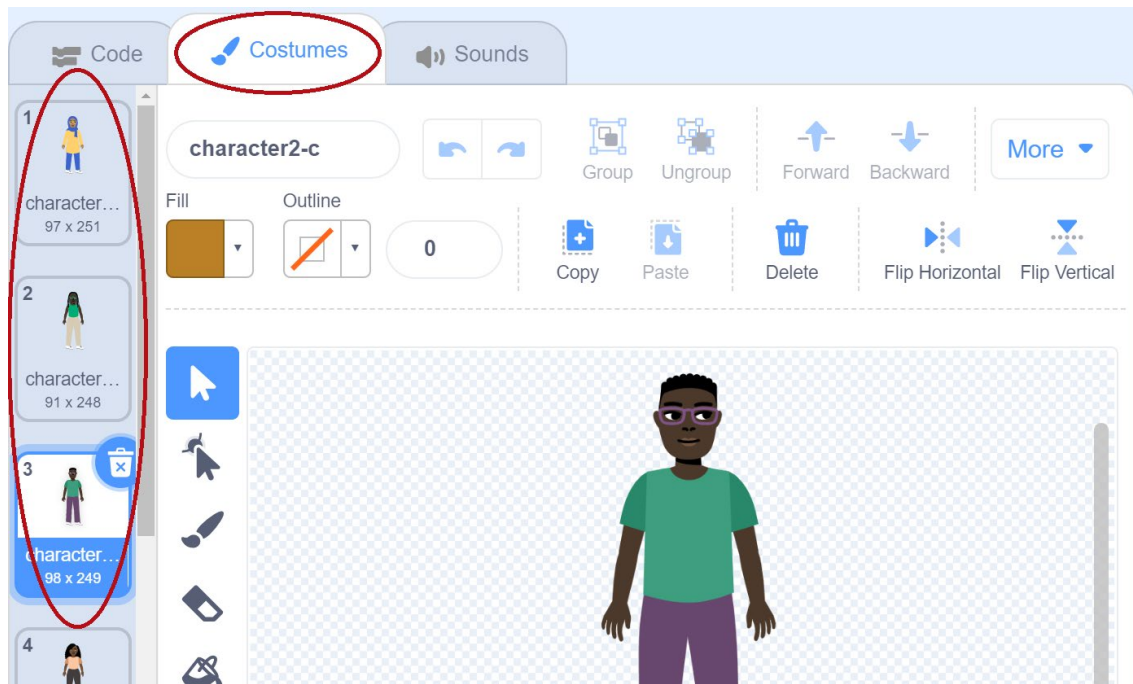 Code
Costumes
Sounds
1
character...
97 x 251
2
character...
91 x 248
3
character...
98 x 249
4
character2-c
Group
Ungroup
Forward
Backward
More
Fill
Outline
0
Copy
Paste
Delete
Flip Horizontal
Flip Vertical